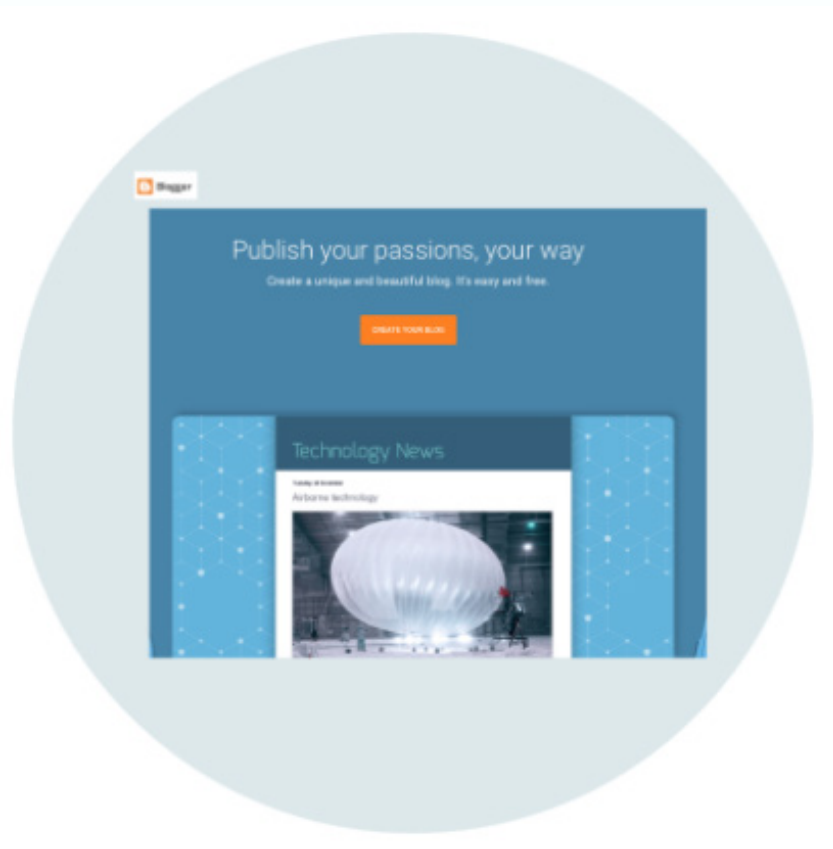 Blogger
Publish your passions, your way
Create a unique and beautiful blog. It's easy and free.
CREATE YOUR BLOG
Technology News
Airborne technology